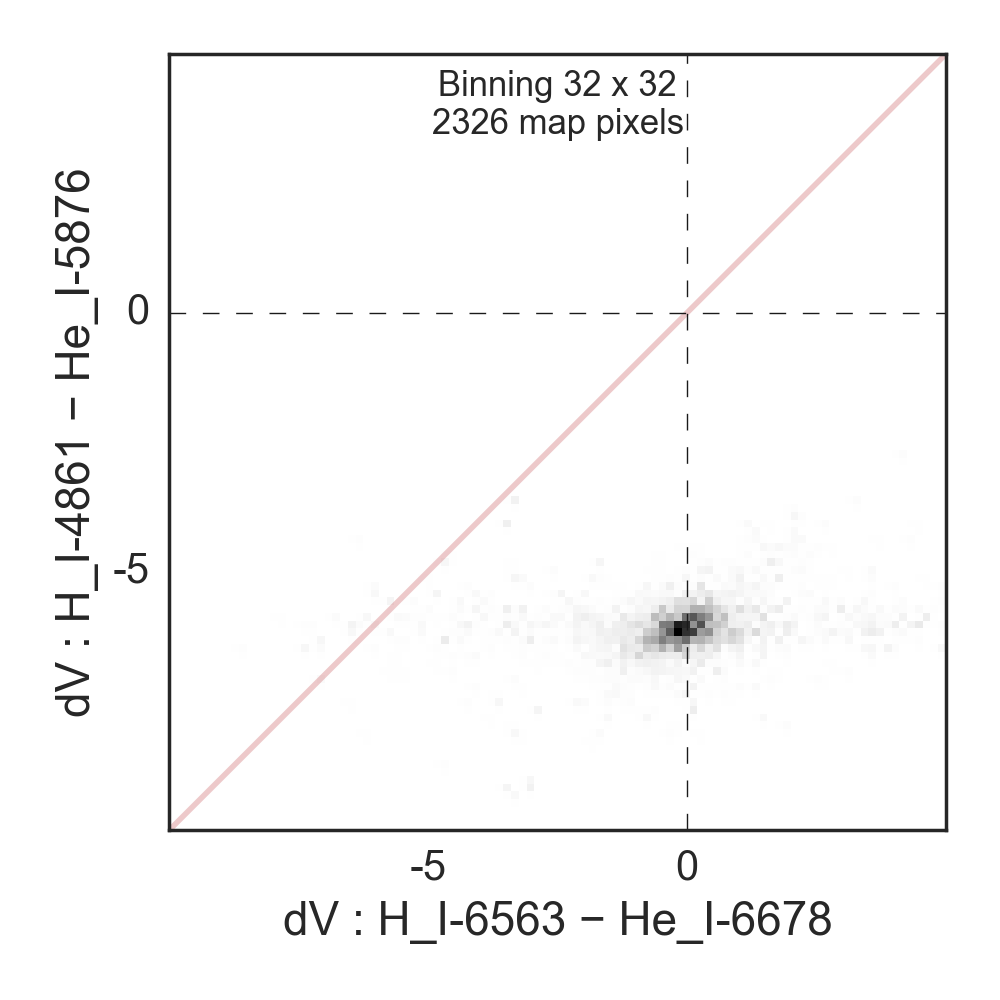 Binning 32 x 32
2326 map pixels
dV : H_I-4861 − He_I-5876
0
-5
-5
0
dV : H_I-6563 − He_I-6678